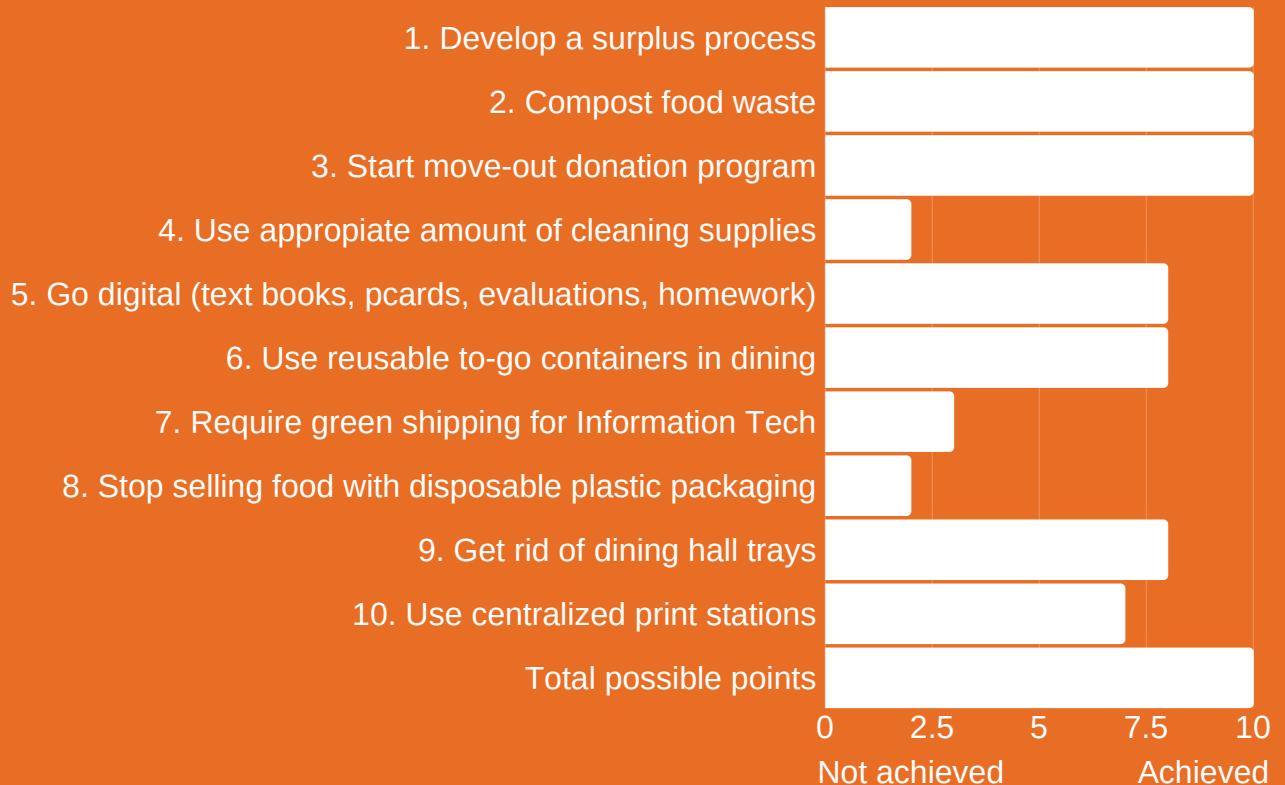 1. Develop a surplus process
2. Compost food waste
3. Start move-out donation program
4. Use appropiate amount of cleaning supplies
5. Go digital (text books, pcards, evaluations, homework)
6. Use reusable to-go containers in dining
7. Require green shipping for Information Tech
8. Stop selling food with disposable plastic packaging
9. Get rid of dining hall trays
10. Use centralized print stations
Total possible points
0 2.5 5 7.5 10
Not achieved Achieved